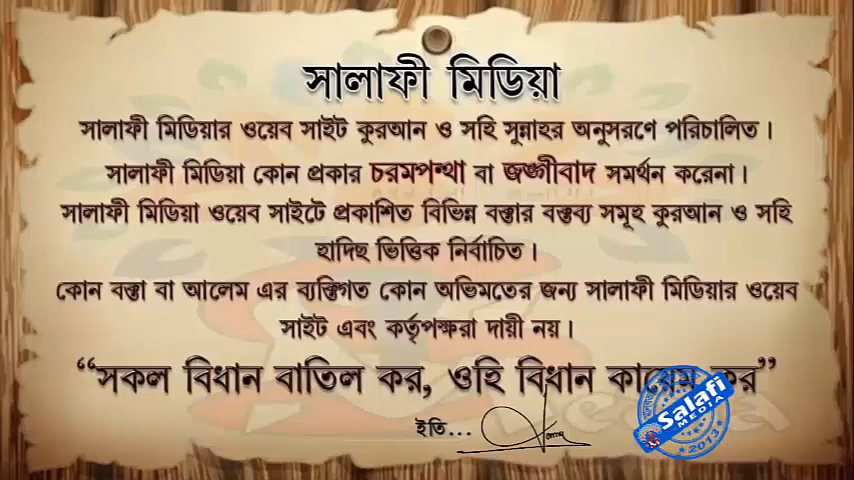 সালাফী মিডিয়া
সালাফী মিডিয়ার ওয়েব সাইট কুরআন ও সহি সুন্নাহর অনুসরণে পরিচালিত।
সালাফী মিডিয়া কোন প্রকার চরমপন্থা বা জঙ্গীবাদ সমর্থন করেনা।
সালাফী মিডিয়া ওয়েব সাইটে প্রকাশিত বিভিন্ন বক্তার বক্তব্য সমূহ কুরআন ও সহি
হাদিছ ভিত্তিক নির্বাচিত।
কোন বক্তা বা আলেম এর ব্যক্তিগত কোন অভিমতের জন্য সালাফী মিডিয়ার ওয়েব
সাইট এবং কর্তৃপক্ষরা দায়ী নয়।
“সকল বিধান বাতিল কর, ওহি বিধান কায়েম কর”
ইতি...
Salafi
MEDIA
2013